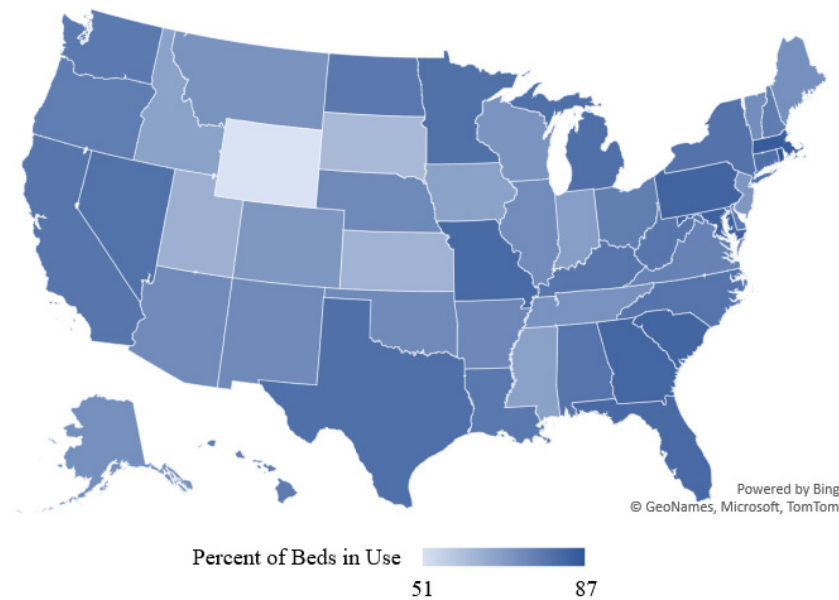 Powered by Bing
© GeoNames, Microsoft, TomTom
Percent of Beds in Use
51 87